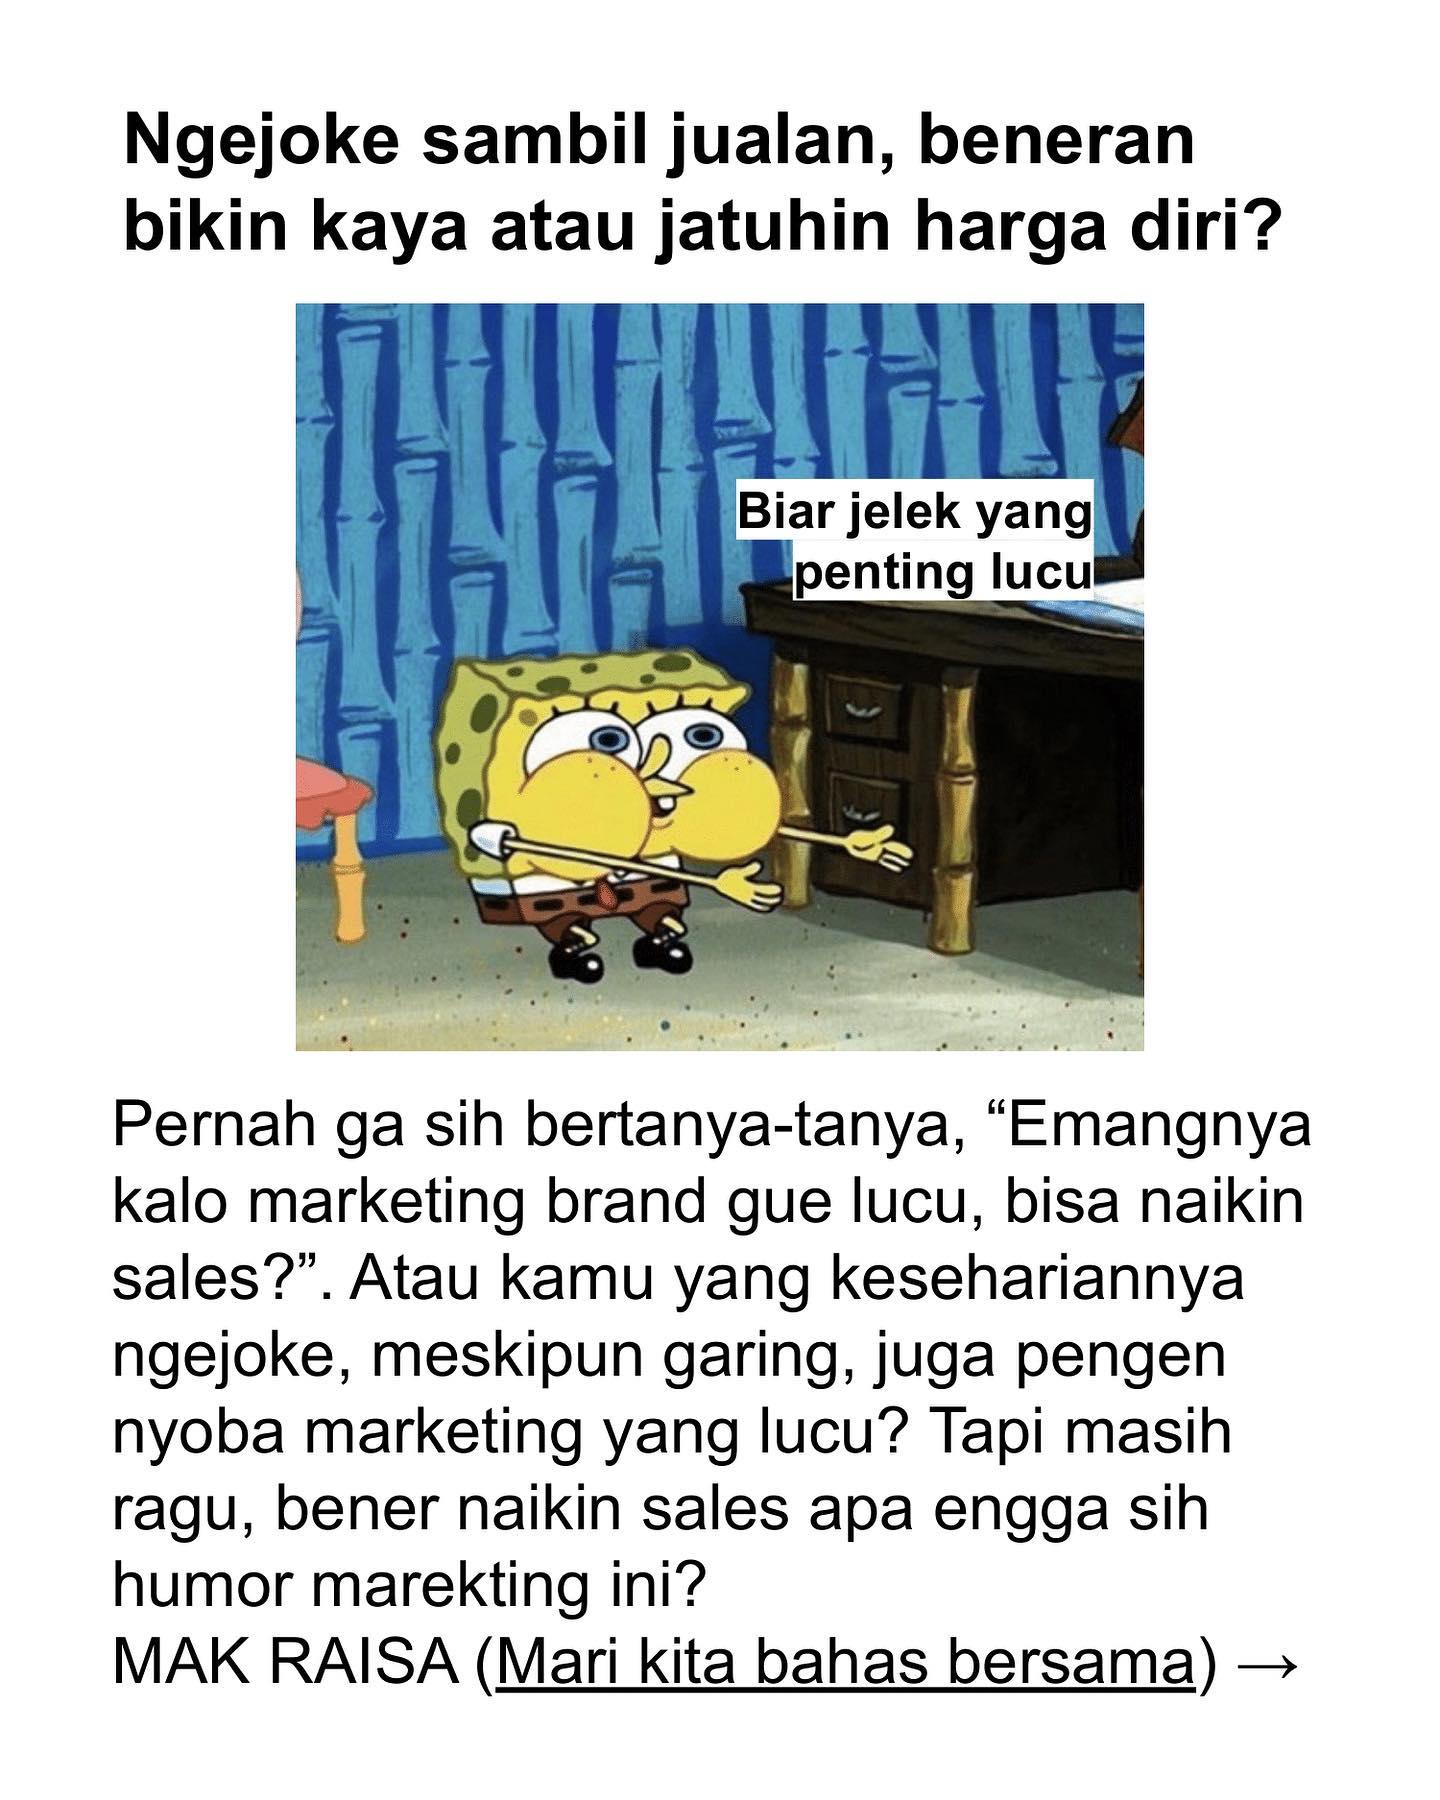 Ngejoke sambil jualan, beneran
bikin kaya atau jatuhin harga diri?
Biar jelek yang
penting lucu
Pernah ga sih bertanya-tanya, “Emangnya
kalo marketing brand gue lucu, bisa naikin
sales?”. Atau kamu yang kesehariannya
ngejoke, meskipun garing, juga pengen
nyoba marketing yang lucu? Tapi masih
ragu, bener naikin sales apa engga sih
humor marekting ini?
MAK RAISA (Mari kita bahas bersama) →